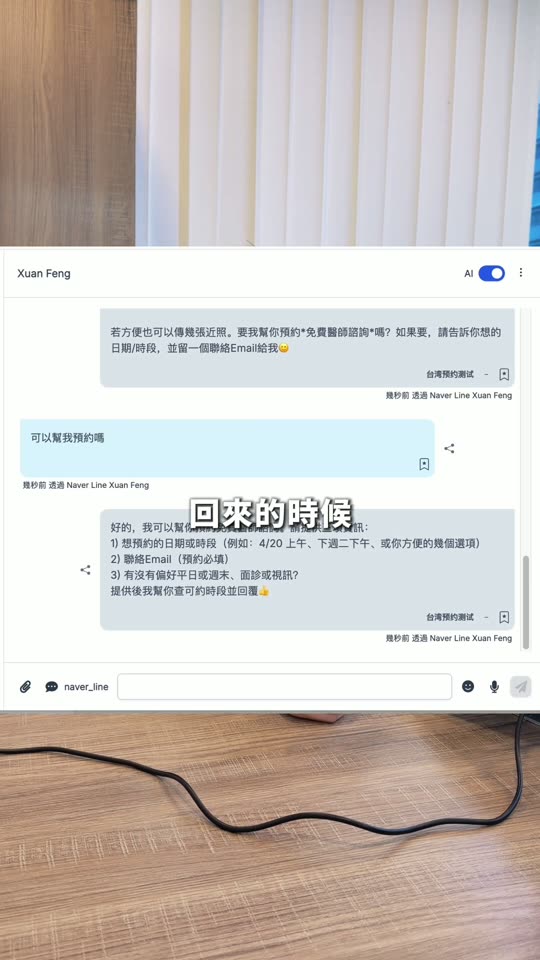 Xuan Feng
AI
若方便也可以傳幾張近照。要我幫你預約*免費醫師諮詢*嗎？如果要，請告訴你想的
日期/時段，並留一個聯絡Email給我😊
台湾預約測试 -
幾秒前 透過 Naver Line Xuan Feng
可以幫我預約嗎
幾秒前 透過 Naver Line Xuan Feng
回來的時候
好的，我可以幫你
1) 想預約的日期或時段（例如：4/20 上午、下週二下午、或你方便的幾個選項）
2) 聯絡Email（預約必填）
3) 有沒有偏好平日或週末、面診或視訊？
提供後我幫你查可約時段並回覆👍
台湾預約測试 -
幾秒前 透過 Naver Line Xuan Feng
naver_line